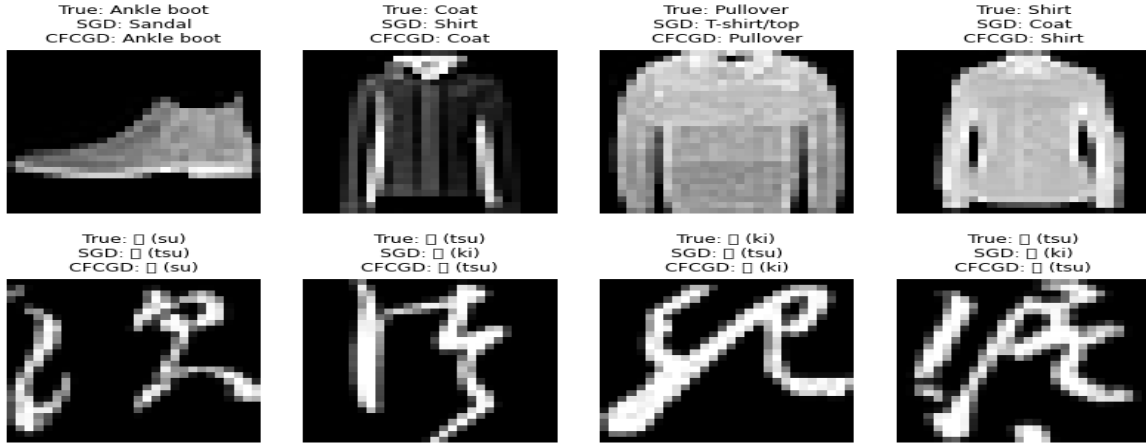 True: Ankle boot
SGD: Sandal
CFCGD: Ankle boot
True: Coat
SGD: Shirt
CFCGD: Coat
True: Pullover
SGD: T-shirt/top
CFCGD: Pullover
True: Shirt
SGD: Coat
CFCGD: Shirt
True: ▯ (su)
SGD: ▯ (tsu)
CFCGD: ▯ (su)
True: ▯ (tsu)
SGD: ▯ (ki)
CFCGD: ▯ (tsu)
True: ▯ (ki)
SGD: ▯ (tsu)
CFCGD: ▯ (ki)
True: ▯ (tsu)
SGD: ▯ (ki)
CFCGD: ▯ (tsu)